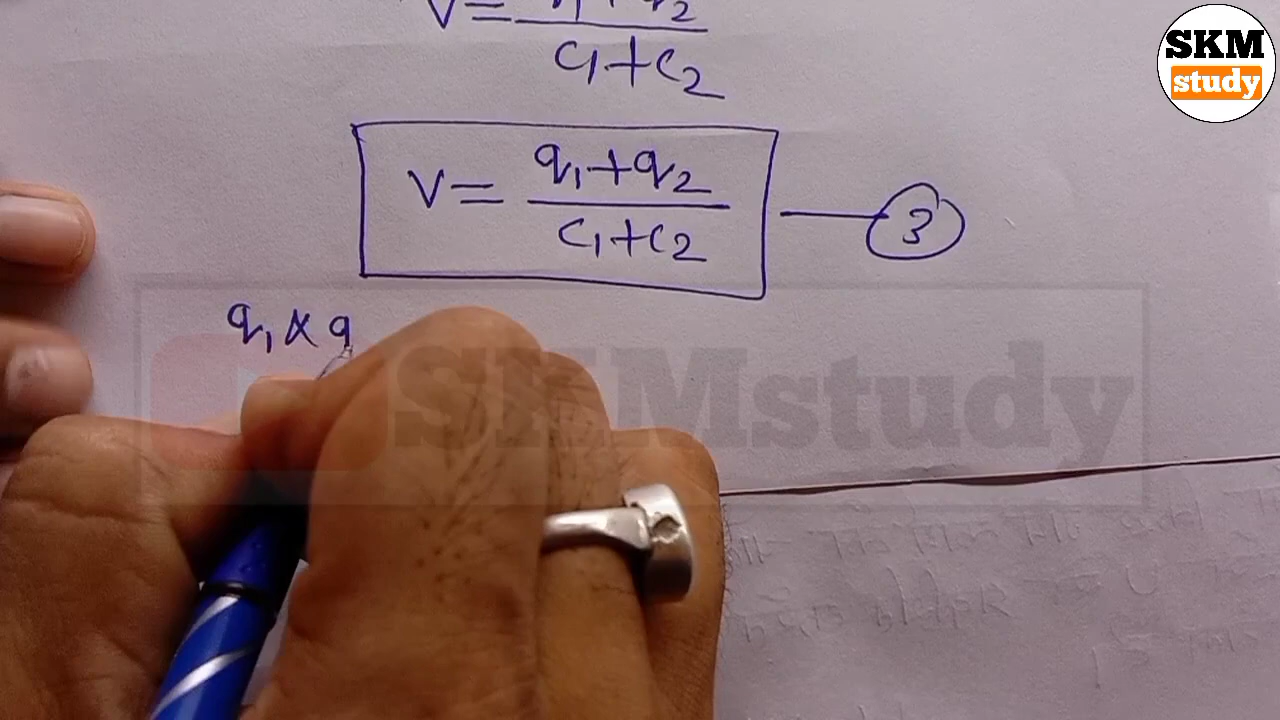 SKM
study
V = q₁+q₂ / C₁+C₂
V = q₁+q₂ / C₁+C₂ — 3
q₁ & q
SKMstudy